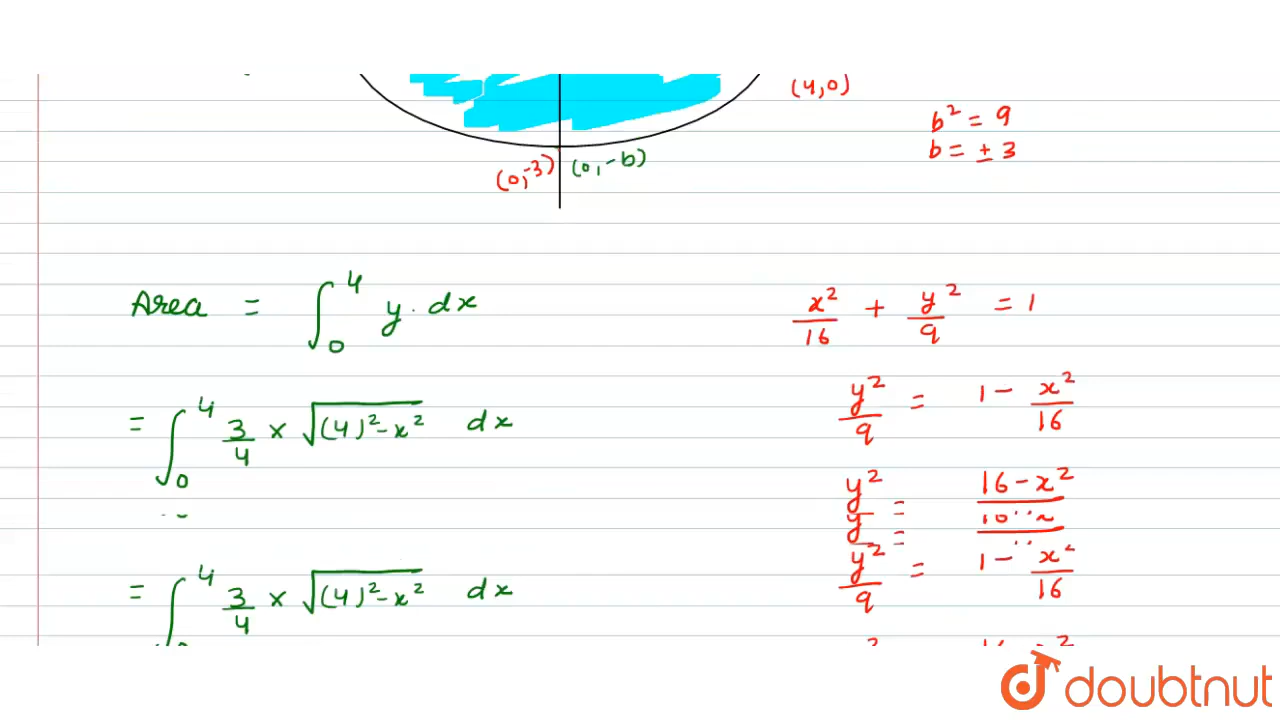 (4,0)
b² = 9
b = ± 3
(0,-3) (0,-b)
Area = ∫₀⁴ y. dx
x²/16 + y²/9 = 1
y²/9 = 1 - x²/16
= ∫₀⁴ 3/4 × √((4)²-x²) dx
y² = 16-x²
y²/9 = 1 - x²/16
= ∫ ⁴ 3/4 × √((4)²-x²) dx
doubtnut